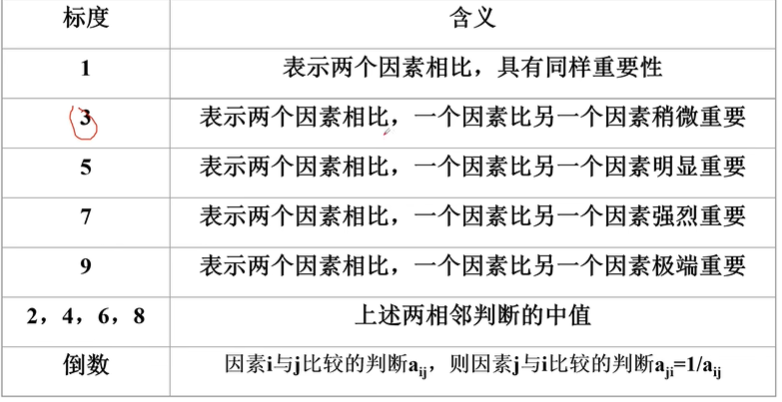 标度 含义
1 表示两个因素相比，具有同样重要性
3 表示两个因素相比，一个因素比另一个因素稍微重要
5 表示两个因素相比，一个因素比另一个因素明显重要
7 表示两个因素相比，一个因素比另一个因素强烈重要
9 表示两个因素相比，一个因素比另一个因素极端重要
2，4，6，8 上述两相邻判断的中值
倒数 因素i与j比较的判断aij，则因素j与i比较的判断aji=1/aij